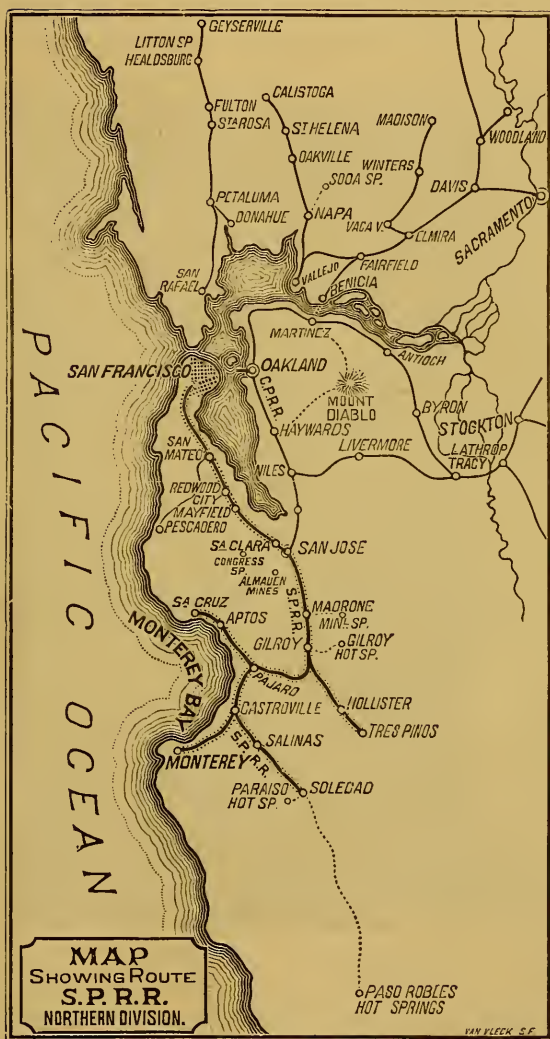 GEYSERVILLE
LITTON SP
HEALDSBURG
CALISTOGA
FULTON
STA ROSA
ST HELENA
MADISON
WOODLAND
OAKVILLE
WINTERS
SODA SP.
DAVIS
PETALUMA
DONAHUE
NAPA
VACA V.
ELMIRA
SACRAMENTO
SAN
RAFAEL
VALLEJO
FAIRFIELD
BENICIA
MARTINEZ
ANTIOCH
SAN FRANCISCO
OAKLAND
C.P.R.R.
MOUNT
DIABLO
BYRON
STOCKTON
HAYWARDS
SAN
MATEO
LIVERMORE
LATHROP
TRACY
NILES
REDWOOD
CITY
MAYFIELD
PESCADERO
SA CLARA
SAN JOSE
CONGRESS
SP.
ALMADEN
MINES
S.P.R.R.
SA CRUZ
APTOS
MADRONE
MINL SP.
GILROY
GILROY
HOT SP.
MONTEREY BAY
PAJARO
CASTROVILLE
HOLLISTER
TRES PINOS
MONTEREY
S.P.R.R.
SALINAS
PARAISO
HOT SP.
SOLEDAD
PACIFIC OCEAN
PASO ROBLES
HOT SPRINGS
MAP
SHOWING ROUTE
S.P.R.R.
NORTHERN DIVISION.
VAN VLECK S.F.